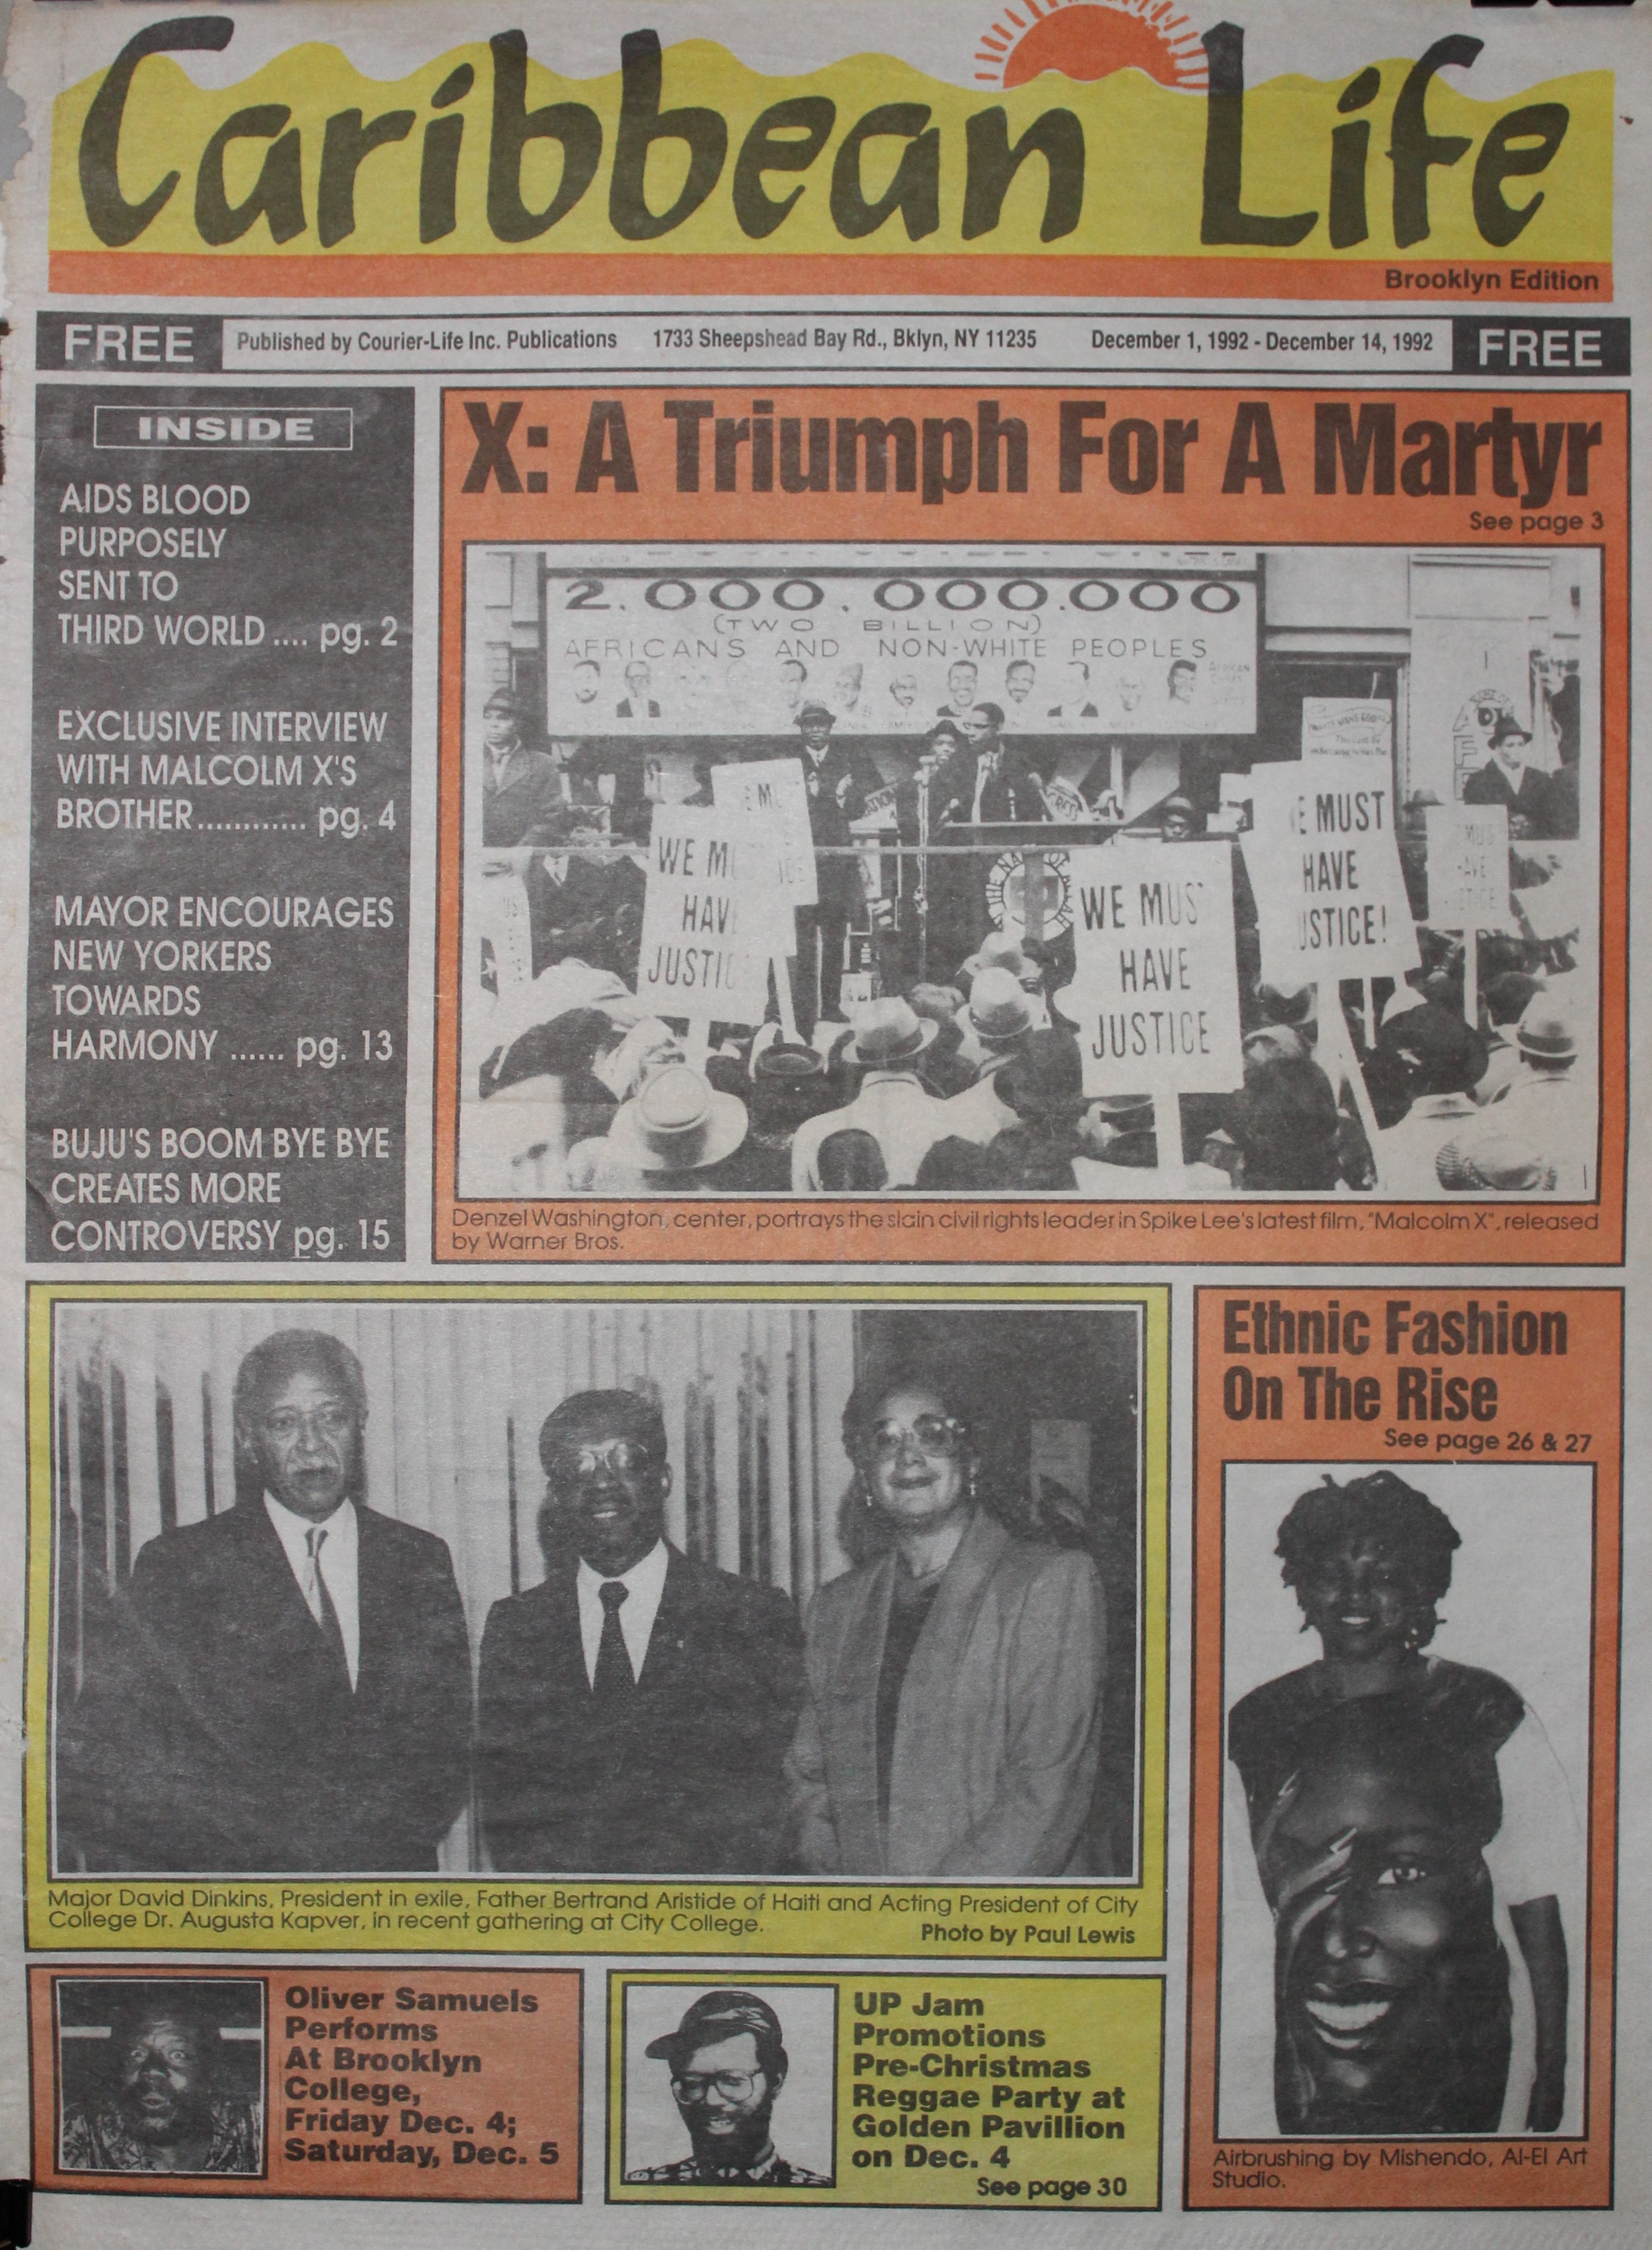 Caribbean Life
Brooklyn Edition
FREE
Published by Courier-Life Inc. Publications 1733 Sheepshead Bay Rd., Bklyn, NY 11235 December 1, 1992 - December 14, 1992
FREE
INSIDE
AIDS BLOOD
PURPOSELY
SENT TO
THIRD WORLD .... pg. 2
EXCLUSIVE INTERVIEW
WITH MALCOLM X'S
BROTHER............ pg. 4
MAYOR ENCOURAGES
NEW YORKERS
TOWARDS
HARMONY ...... pg. 13
BUJU'S BOOM BYE BYE
CREATES MORE
CONTROVERSY pg. 15
X: A Triumph For A Martyr
See page 3
2.000.000.000
(TWO BILLION)
AFRICANS AND NON-WHITE PEOPLES
WE M
HAV
JUSTIC
WE MUS
HAVE
JUSTICE
E MUST
HAVE
USTICE!
Denzel Washington, center, portrays the slain civil rights leader in Spike Lee's latest film, "Malcolm X", released
by Warner Bros.
Major David Dinkins, President in exile, Father Bertrand Aristide of Haiti and Acting President of City
College Dr. Augusta Kapver, in recent gathering at City College.
Photo by Paul Lewis
Ethnic Fashion
On The Rise
See page 26 & 27
Airbrushing by Mishendo, Al-El Art
Studio.
Oliver Samuels
Performs
At Brooklyn
College,
Friday Dec. 4;
Saturday, Dec. 5
UP Jam
Promotions
Pre-Christmas
Reggae Party at
Golden Pavillion
on Dec. 4
See page 30